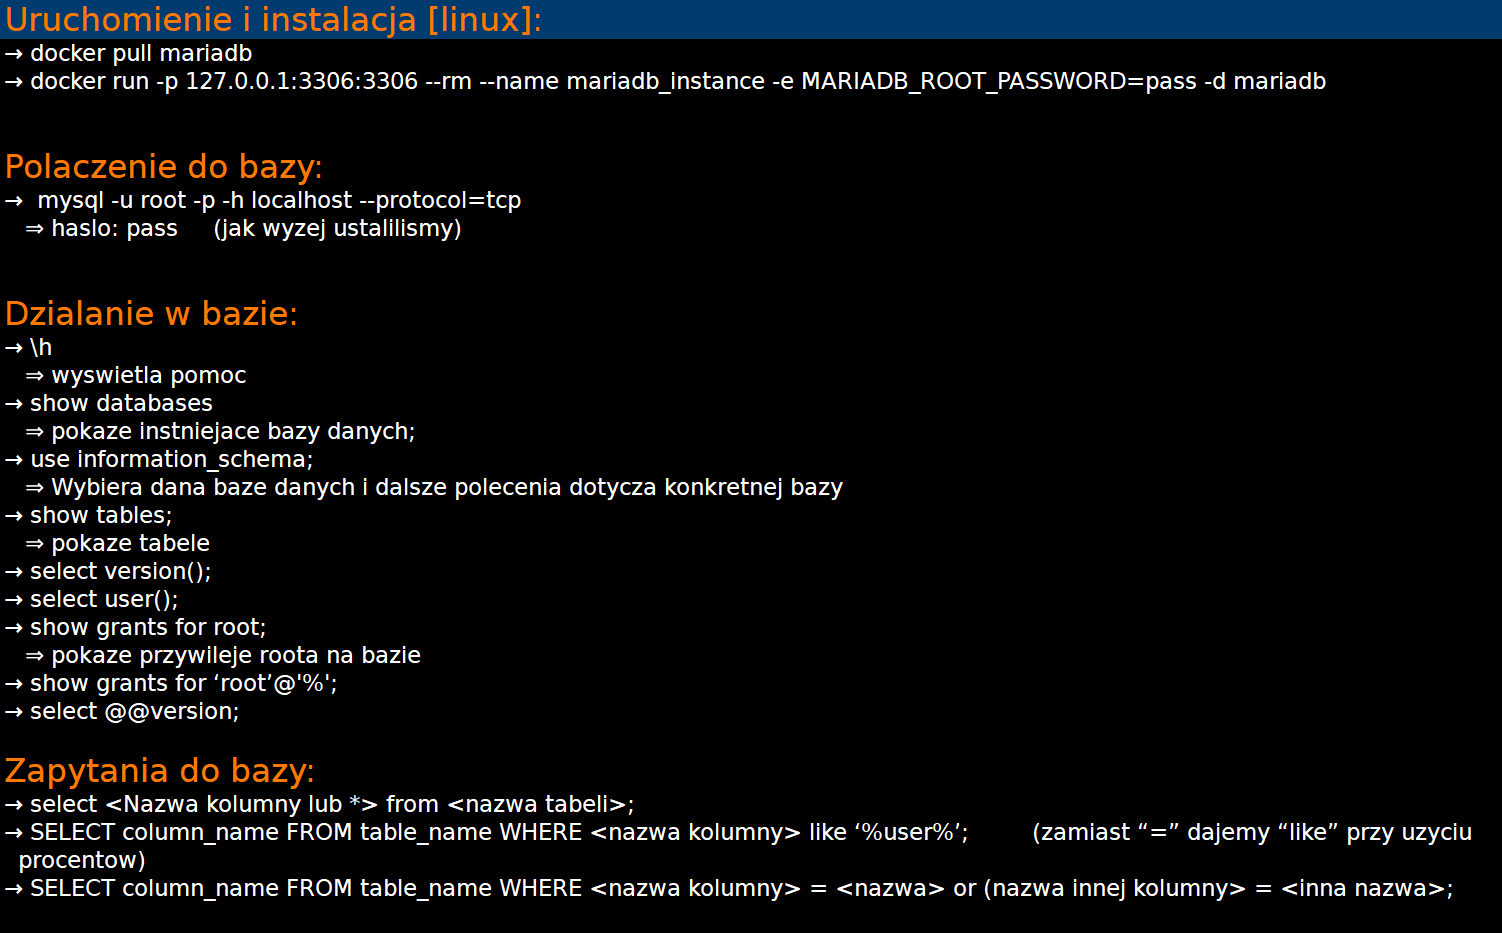 Uruchomienie i instalacja [linux]:
→ docker pull mariadb
→ docker run -p 127.0.0.1:3306:3306 --rm --name mariadb_instance -e MARIADB_ROOT_PASSWORD=pass -d mariadb
Polaczenie do bazy:
→  mysql -u root -p -h localhost --protocol=tcp
⇒ haslo: pass     (jak wyzej ustalilismy)
Dzialanie w bazie:
→ \h
⇒ wyswietla pomoc
→ show databases
⇒ pokaze instniejace bazy danych;
→ use information_schema;
⇒ Wybiera dana baze danych i dalsze polecenia dotycza konkretnej bazy
→ show tables;
⇒ pokaze tabele
→ select version();
→ select user();
→ show grants for root;
⇒ pokaze przywileje roota na bazie
→ show grants for ‘root’@'%';
→ select @@version;
Zapytania do bazy:
→ select <Nazwa kolumny lub *> from <nazwa tabeli>;
→ SELECT column_name FROM table_name WHERE <nazwa kolumny> like ‘%user%’;         (zamiast “=” dajemy “like” przy uzyciu
procentow)
→ SELECT column_name FROM table_name WHERE <nazwa kolumny> = <nazwa> or (nazwa innej kolumny> = <inna nazwa>;